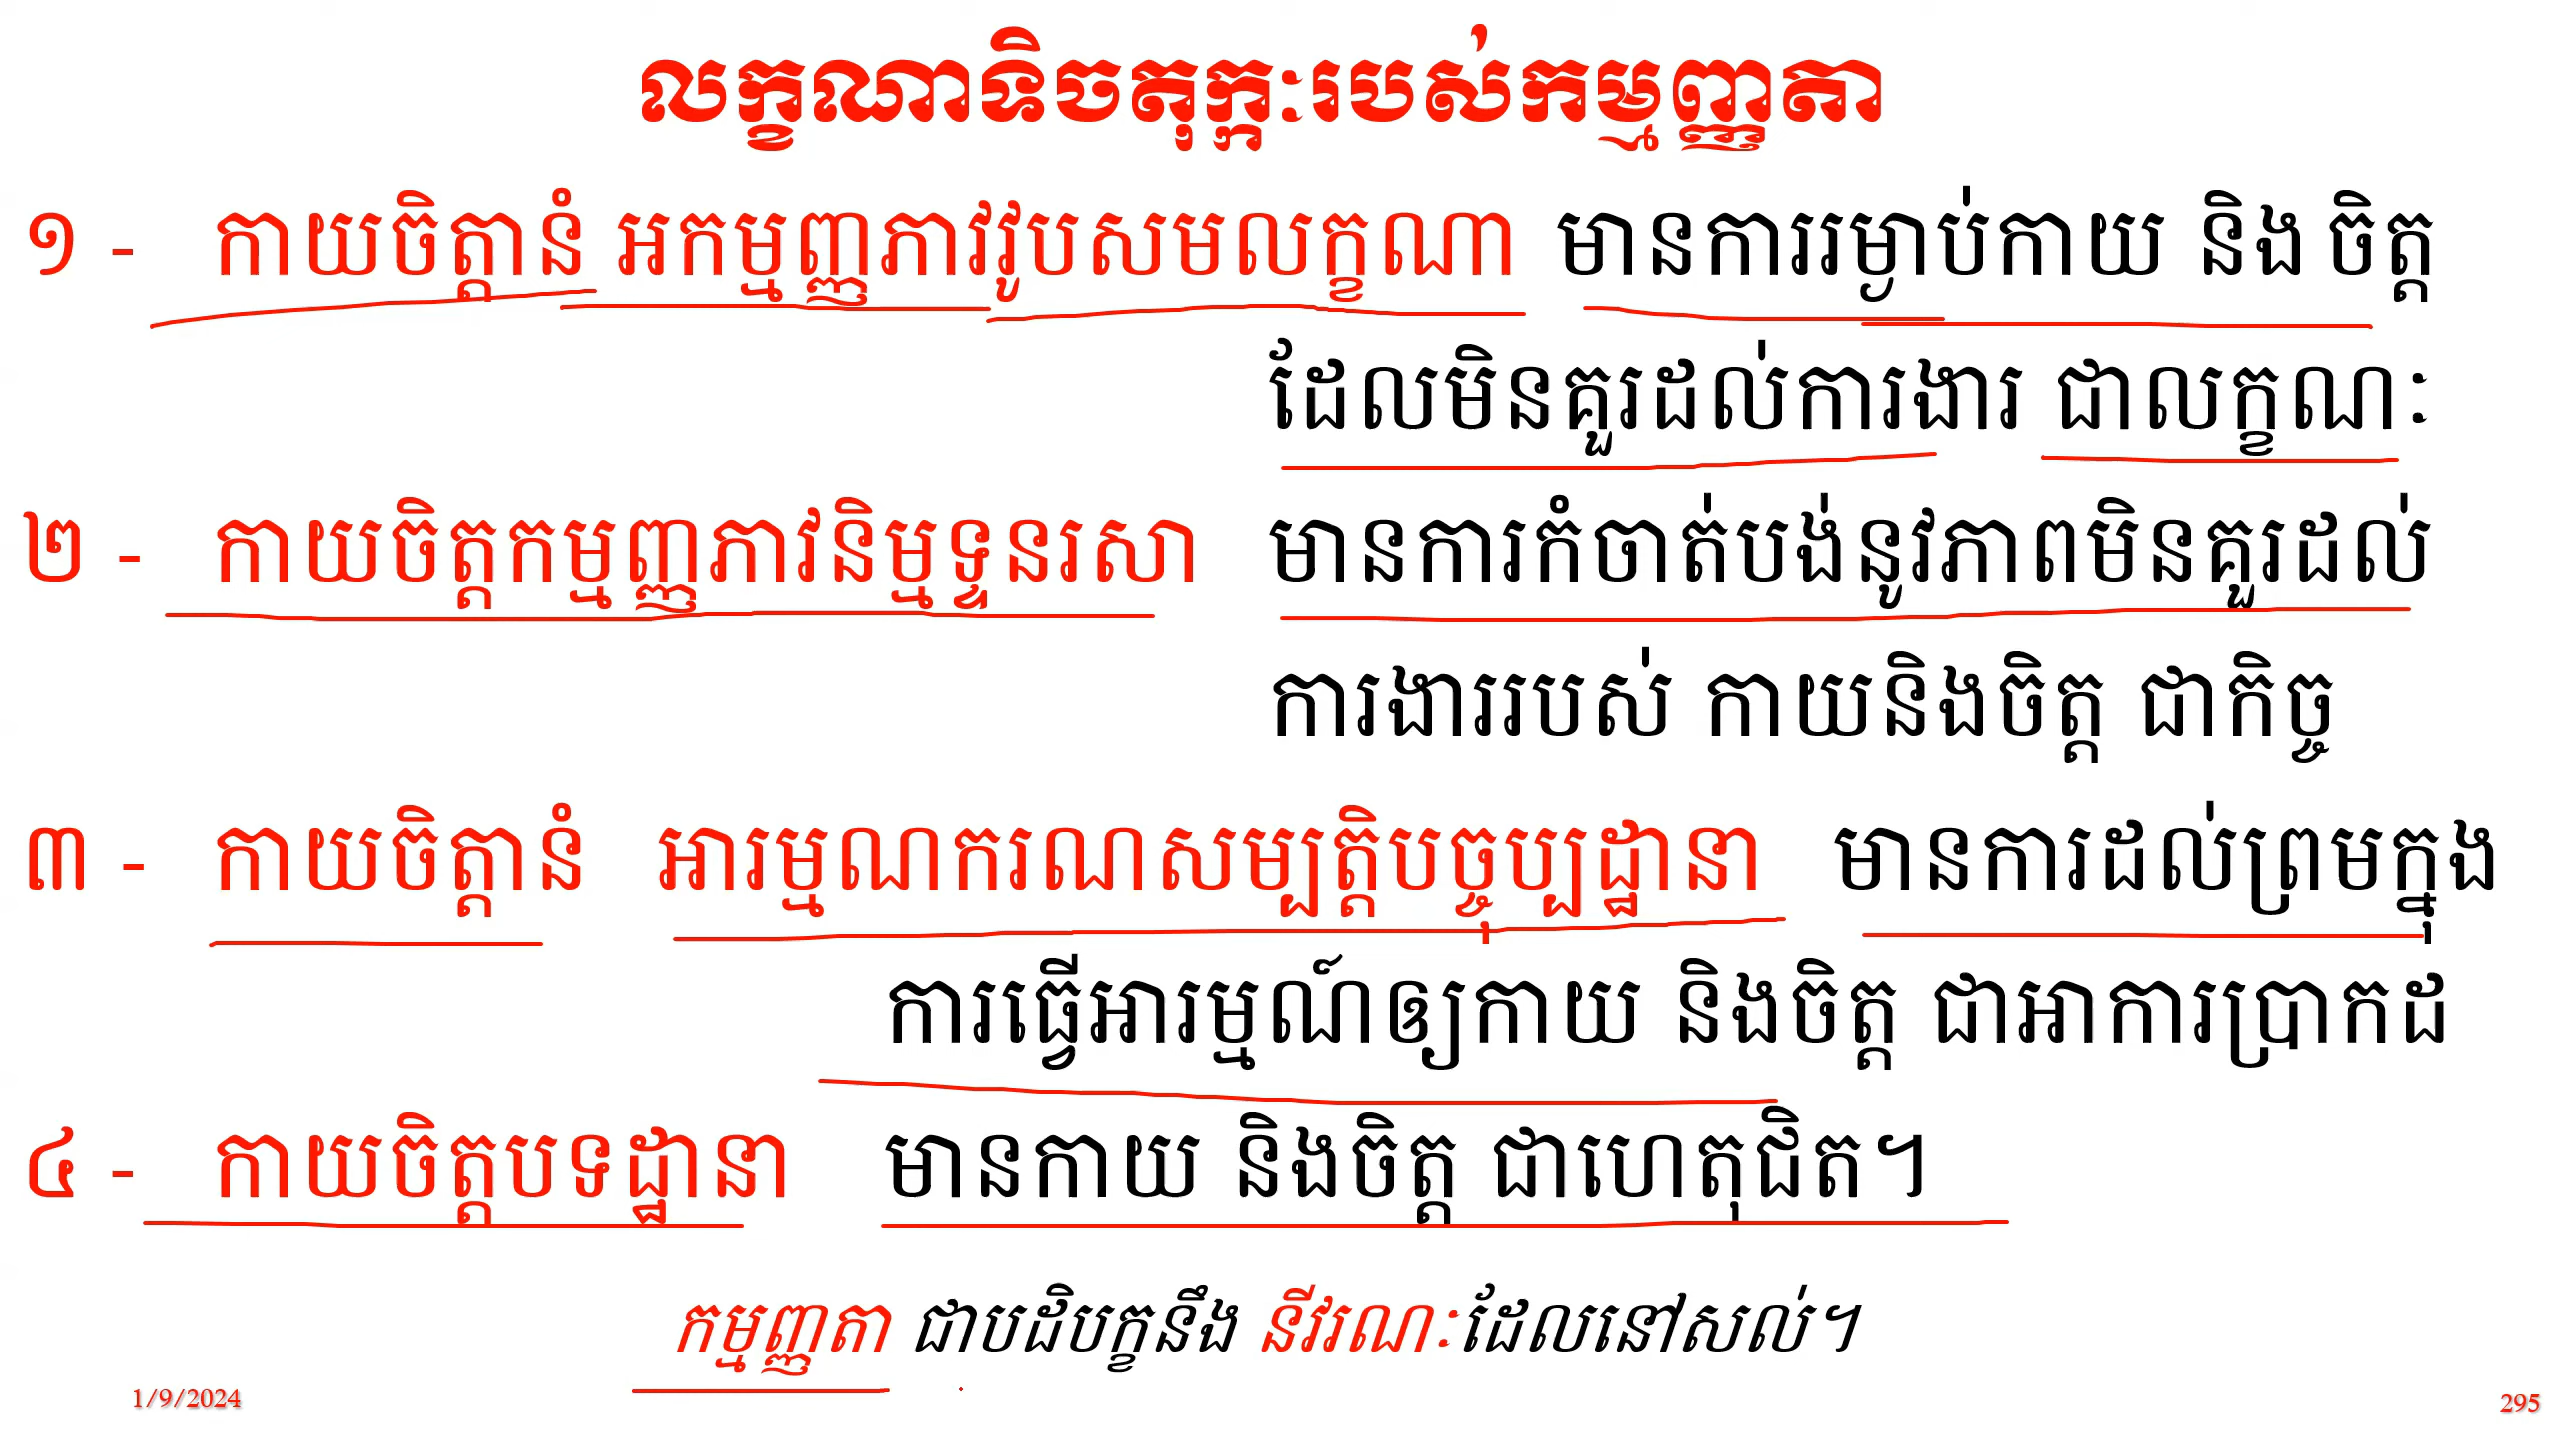 លក្ខណាទិចតុក្កៈរបស់កម្មញ្ញតា
១ - កាយចិត្តានំ អកម្មញ្ញភាវវូបសមលក្ខណា មានការរម្ងាប់កាយ និង ចិត្ត
ដែលមិនគួរដល់ការងារ ជាលក្ខណៈ
២ - កាយចិត្តកម្មញ្ញភាវនិម្មទ្ទនរសា មានការកំចាត់បង់នូវភាពមិនគួរដល់
ការងាររបស់ កាយនិងចិត្ត ជាកិច្ច
៣ - កាយចិត្តានំ អារម្មណករណសម្បត្តិបច្ចុប្បដ្ឋានា មានការដល់ព្រមក្នុង
ការធ្វើអារម្មណ៍ឲ្យកាយ និងចិត្ត ជាអាការប្រាកដ
៤ - កាយចិត្តបទដ្ឋានា មានកាយ និងចិត្ត ជាហេតុជិត។
កម្មញ្ញតា ជាបដិបក្ខនឹង នីវរណៈដែលនៅសល់។
1/9/2024
295